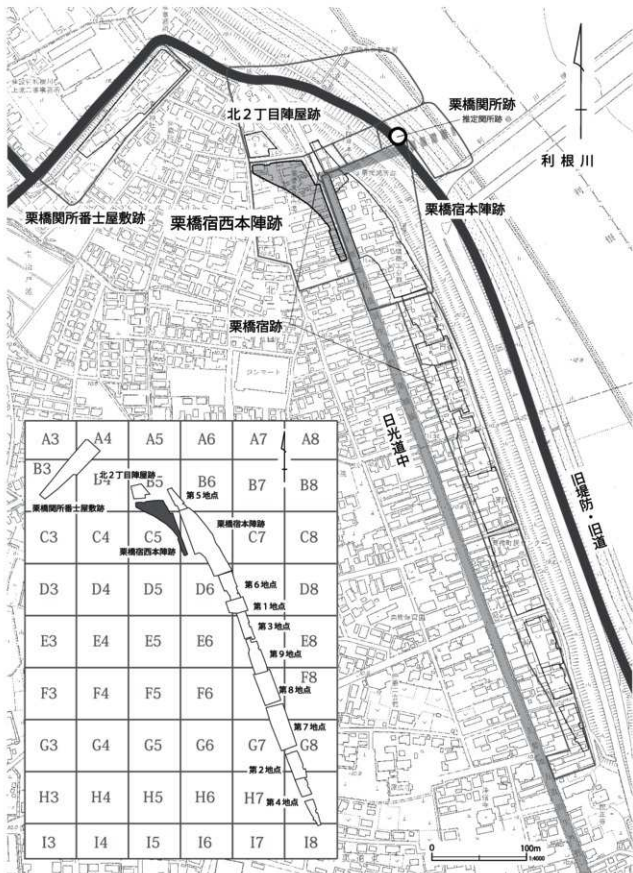 北２丁目陣屋跡
栗橋関所跡
推定関所跡
利根川
栗橋関所番士屋敷跡
栗橋宿西本陣跡
栗橋宿本陣跡
栗橋宿跡
日光道中
旧堤防・旧道
A3 A4 A5 A6 A7 A8
B3 B4 B5 B6 B7 B8
北２丁目陣屋跡
第５地点
栗橋関所番士屋敷跡
栗橋宿本陣跡
C3 C4 C5 C7 C8
栗橋宿西本陣跡
D3 D4 D5 D6 D8
第６地点
第１地点
E3 E4 E5 E6 E8
第３地点
第９地点
F3 F4 F5 F6 F8
第８地点
第７地点
G3 G4 G5 G6 G7 G8
第２地点
H3 H4 H5 H6 H7
第４地点
I3 I4 I5 I6 I7 I8
0 100m
1:4000